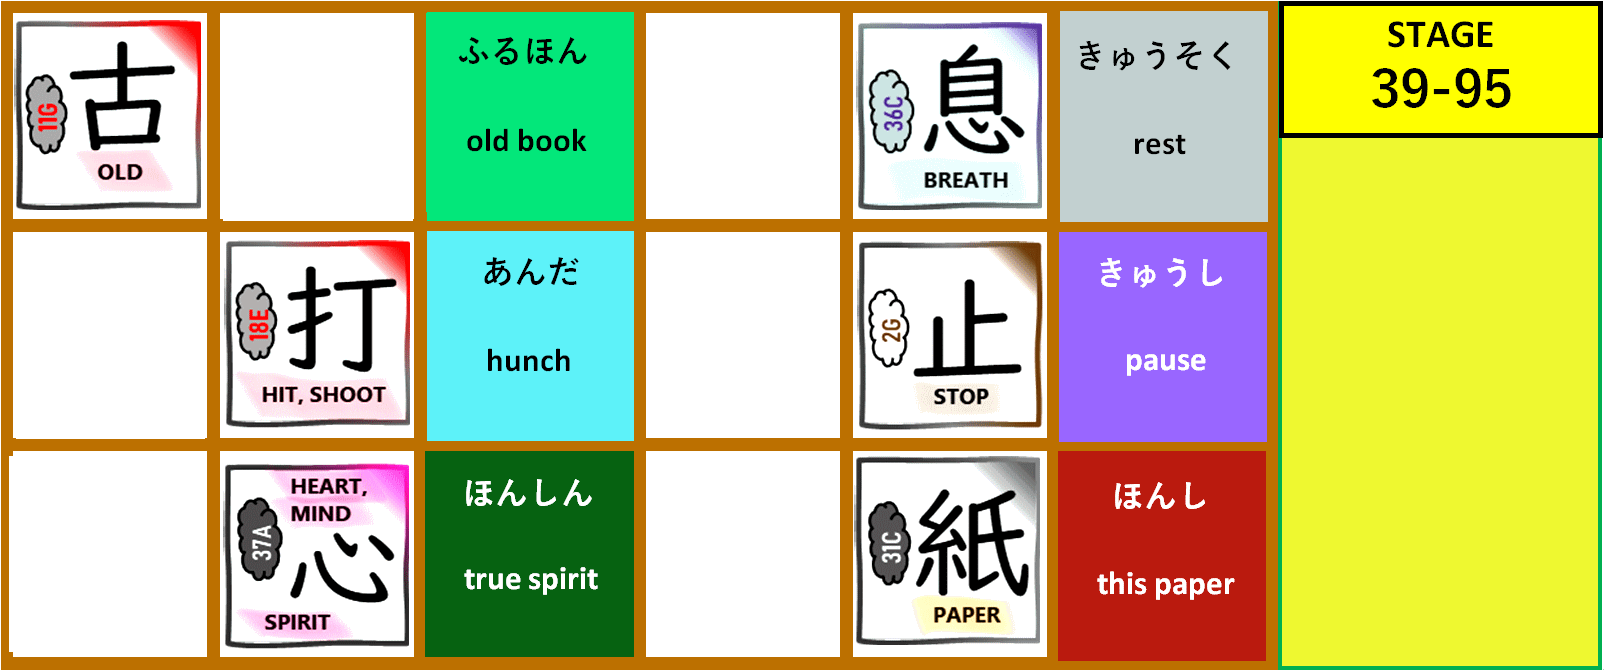 11G
古
OLD
ふるほん
old book
36C
息
BREATH
きゅうそく
rest
STAGE
39-95
18E
打
HIT, SHOOT
あんだ
hunch
2G
止
STOP
きゅうし
pause
HEART,
MIND
37A
心
SPIRIT
ほんしん
true spirit
31C
紙
PAPER
ほんし
this paper